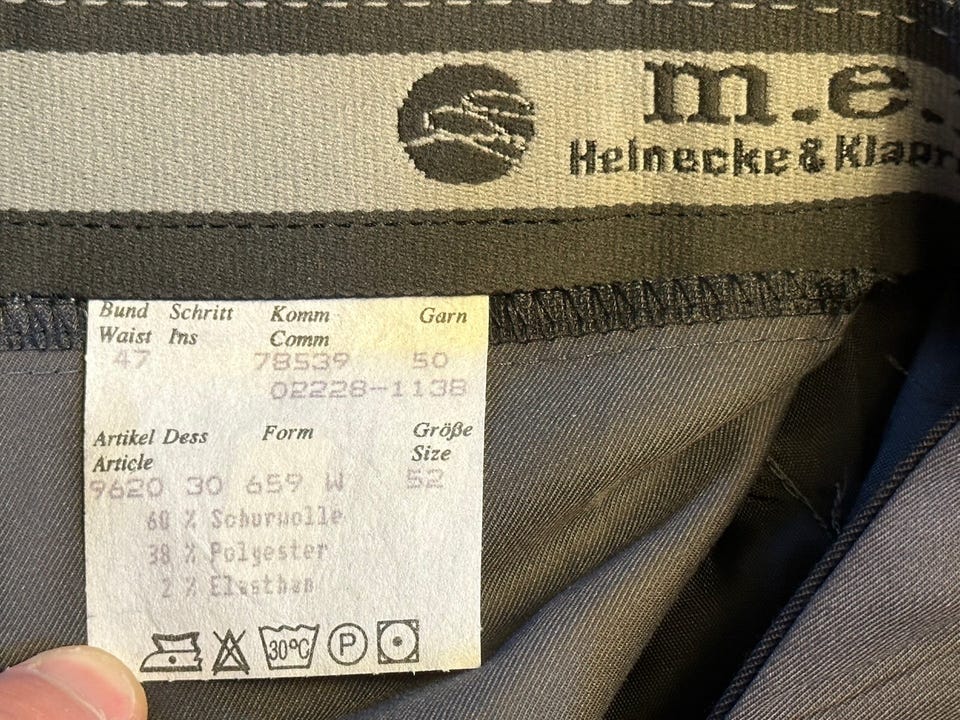 m.e.
Heinecke & Klapr
Bund Schritt Komm Garn
Waist Ins Comm
47 78539 50
02228-1138
Artikel Dess Form Größe
Article Size
9620 30 659 W 52
60 % Schurwolle
38 % Polyester
2 % Elasthan
30°C P